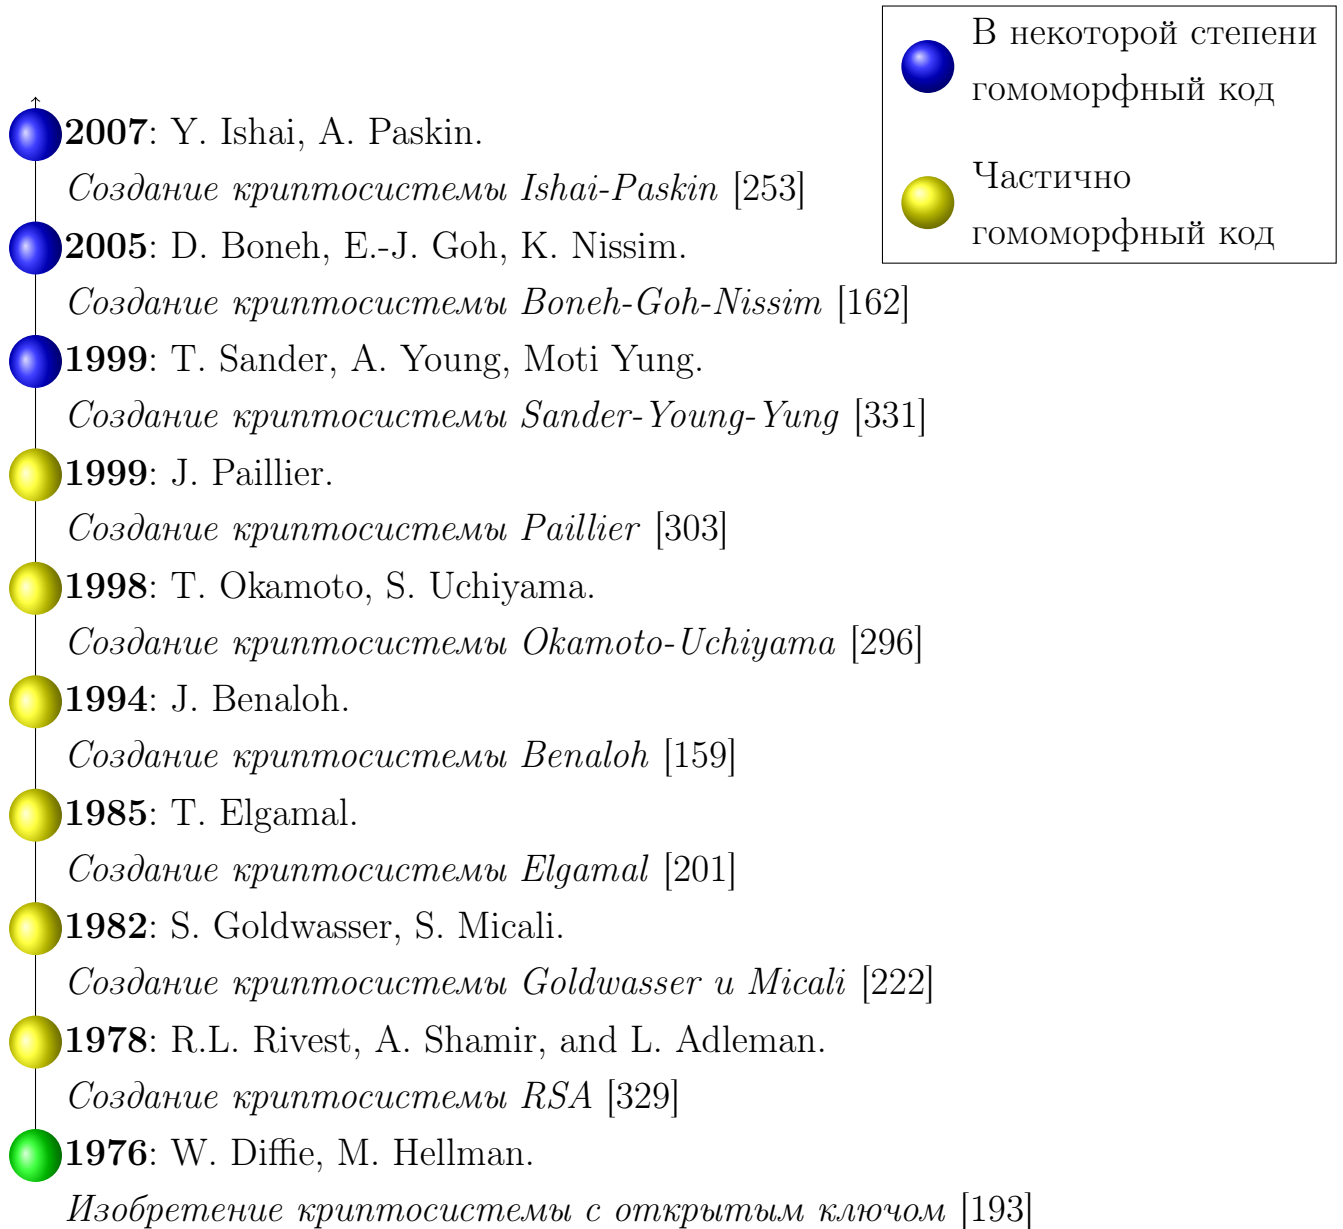 В некоторой степени
гомоморфный код
Частично
гомоморфный код
2007: Y. Ishai, A. Paskin.
Создание криптосистемы Ishai-Paskin [253]
2005: D. Boneh, E.-J. Goh, K. Nissim.
Создание криптосистемы Boneh-Goh-Nissim [162]
1999: T. Sander, A. Young, Moti Yung.
Создание криптосистемы Sander-Young-Yung [331]
1999: J. Paillier.
Создание криптосистемы Paillier [303]
1998: T. Okamoto, S. Uchiyama.
Создание криптосистемы Okamoto-Uchiyama [296]
1994: J. Benaloh.
Создание криптосистемы Benaloh [159]
1985: T. Elgamal.
Создание криптосистемы Elgamal [201]
1982: S. Goldwasser, S. Micali.
Создание криптосистемы Goldwasser и Micali [222]
1978: R.L. Rivest, A. Shamir, and L. Adleman.
Создание криптосистемы RSA [329]
1976: W. Diffie, M. Hellman.
Изобретение криптосистемы с открытым ключом [193]